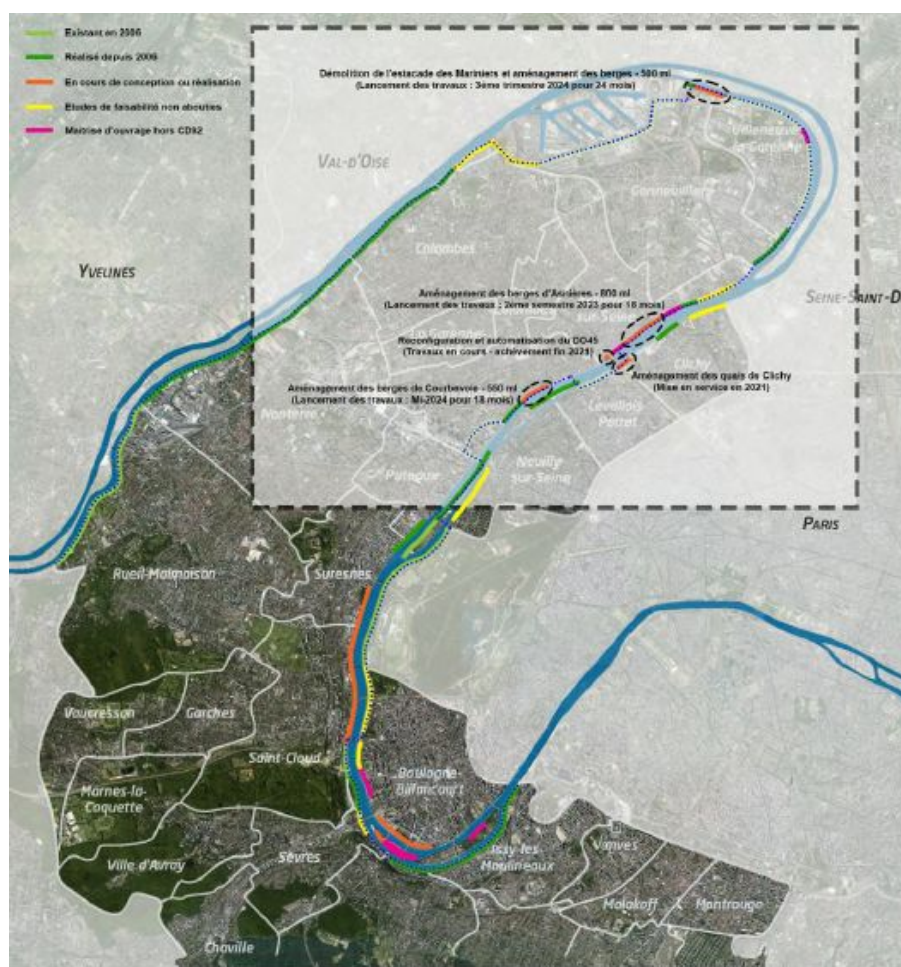 Existant en 2006
Réalisé depuis 2006
En cours de conception ou réalisation
Etudes de faisabilité non abouties
Maitrise d'ouvrage hors CD92
Démolition de l'estacade des Mariniers et aménagement des berges - 500 ml
(Lancement des travaux : 3ème trimestre 2024 pour 24 mois)
Villeneuve
la-Garenne
VAL-D'OISE
Gennevilliers
Colombes
YVELINES
Aménagement des berges d'Asnières - 800 ml
(Lancement des travaux : 2ème semestre 2023 pour 18 mois)
SEINE-SAINT-D
sur-Seine
La Garenne
Reconfiguration et automatisation du DO45
(Travaux en cours - achèvement fin 2021)
Clichy
Aménagement des quais de Clichy
(Mise en service en 2021)
Aménagement des berges de Courbevoie - 550 ml
(Lancement des travaux : Mi-2024 pour 18 mois)
Nanterre
Levallois
Perret
Puteaux
Neuilly
sur-Seine
PARIS
Rueil-Malmaison
Suresnes
Vaucresson
Garches
Saint-Cloud
Marnes-la-
Coquette
Boulogne
Billancourt
Ville d'Avray
Sèvres
Issy les
Moulineaux
Vanves
Malakoff
Montrouge
Chaville